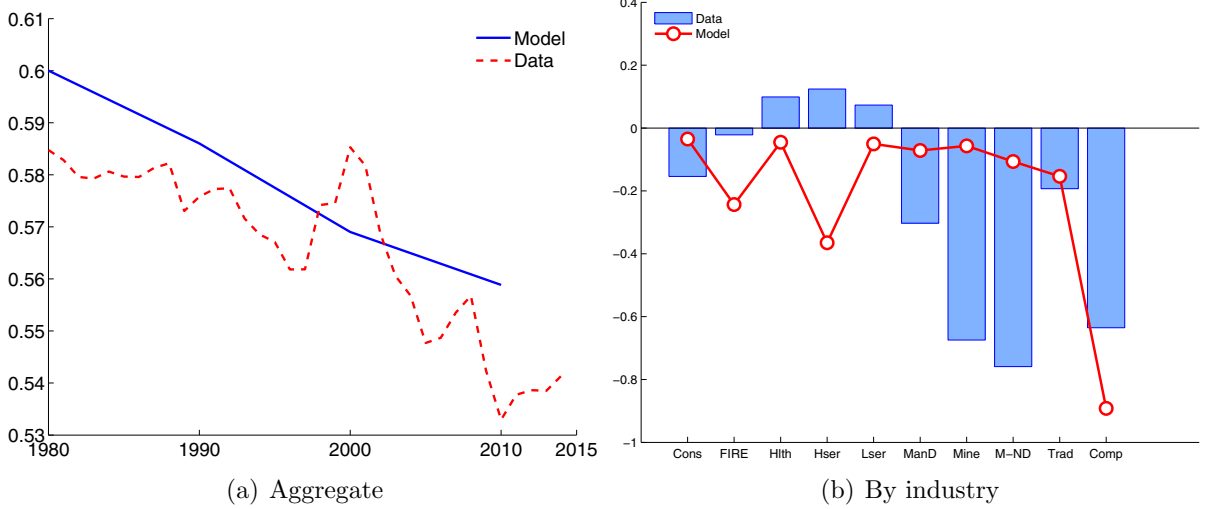 0.61
0.6
0.59
0.58
0.57
0.56
0.55
0.54
0.53
1980
1990
2000
2010
2015
Model
Data
(a) Aggregate
0.4
0.2
0
−0.2
−0.4
−0.6
−0.8
−1
Data
Model
Cons
FIRE
Hlth
Hser
Lser
ManD
Mine
M−ND
Trad
Comp
(b) By industry